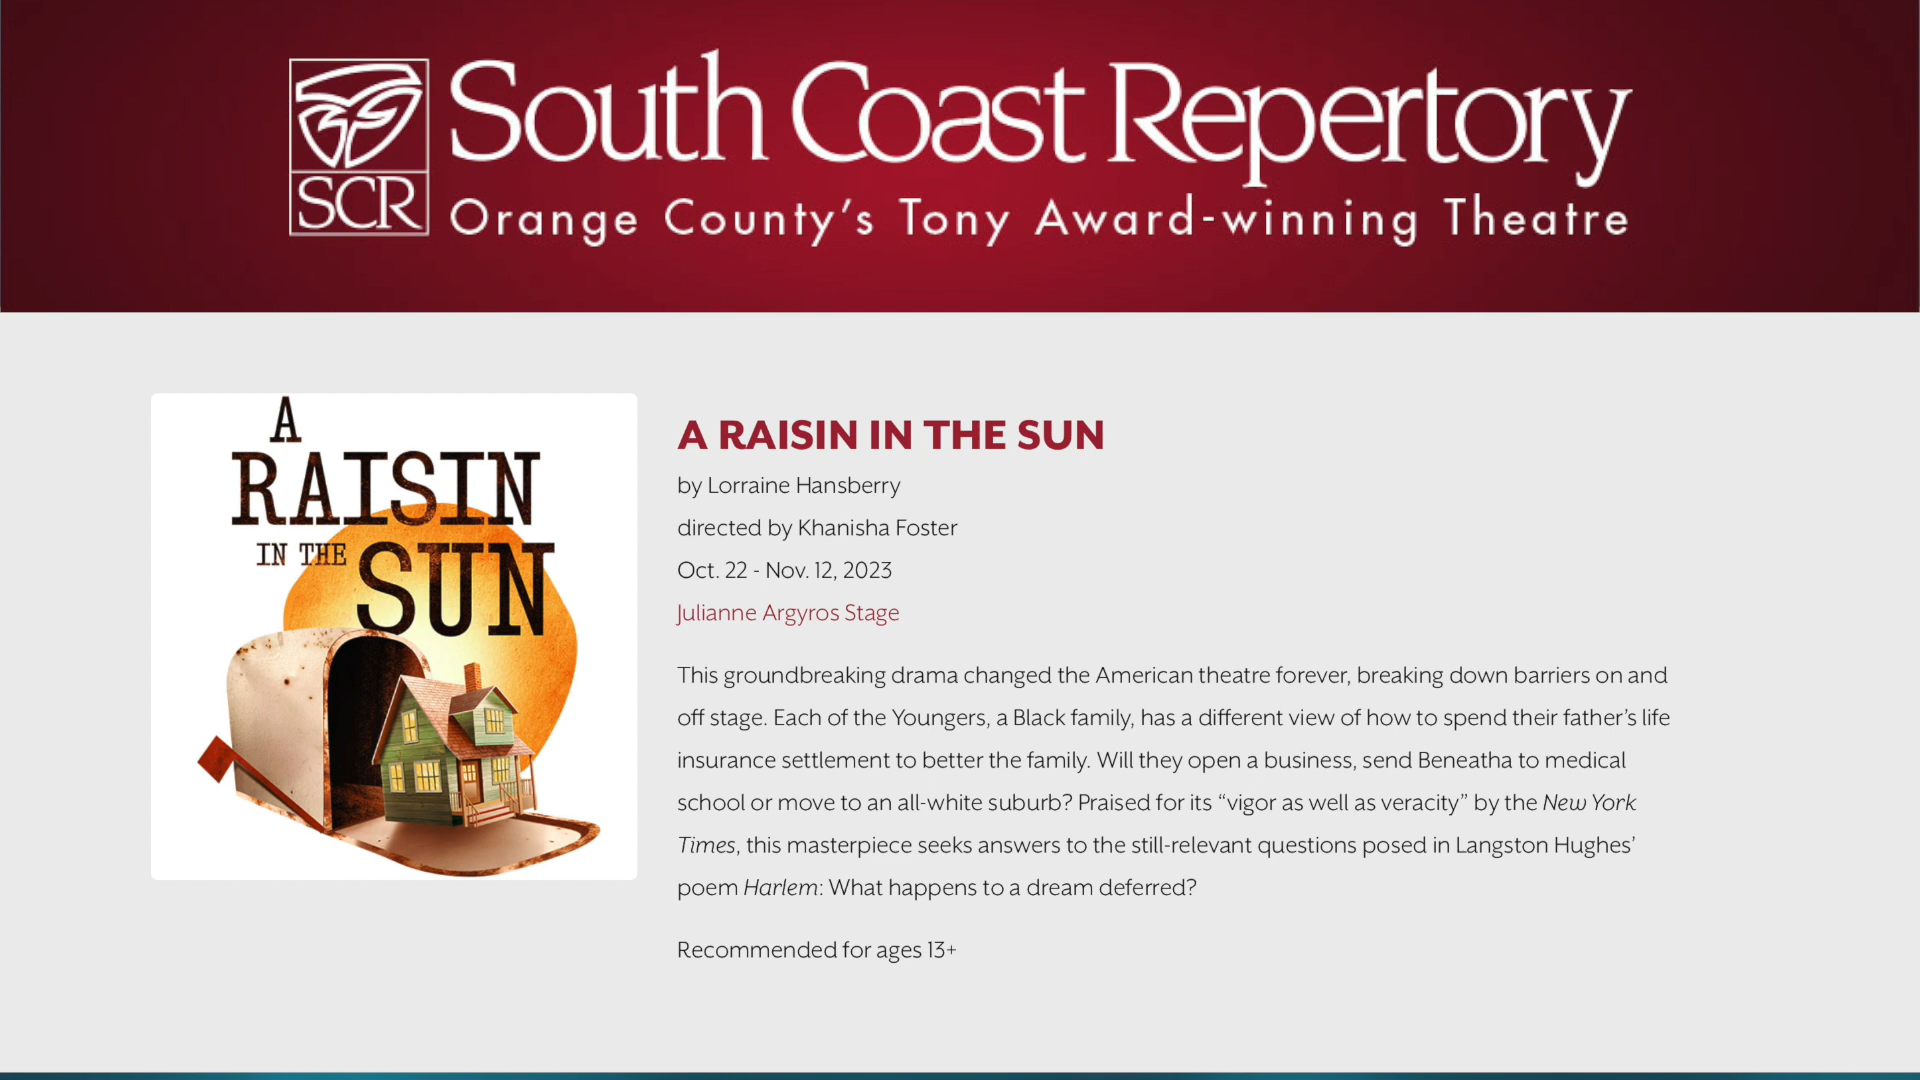 South Coast Repertory
SCR
Orange County's Tony Award-winning Theatre
A
RAISIN
IN THE
SUN
A RAISIN IN THE SUN
by Lorraine Hansberry
directed by Khanisha Foster
Oct. 22 - Nov. 12, 2023
Julianne Argyros Stage
This groundbreaking drama changed the American theatre forever, breaking down barriers on and
off stage. Each of the Youngers, a Black family, has a different view of how to spend their father’s life
insurance settlement to better the family. Will they open a business, send Beneatha to medical
school or move to an all-white suburb? Praised for its “vigor as well as veracity” by the New York
Times, this masterpiece seeks answers to the still-relevant questions posed in Langston Hughes’
poem Harlem: What happens to a dream deferred?
Recommended for ages 13+